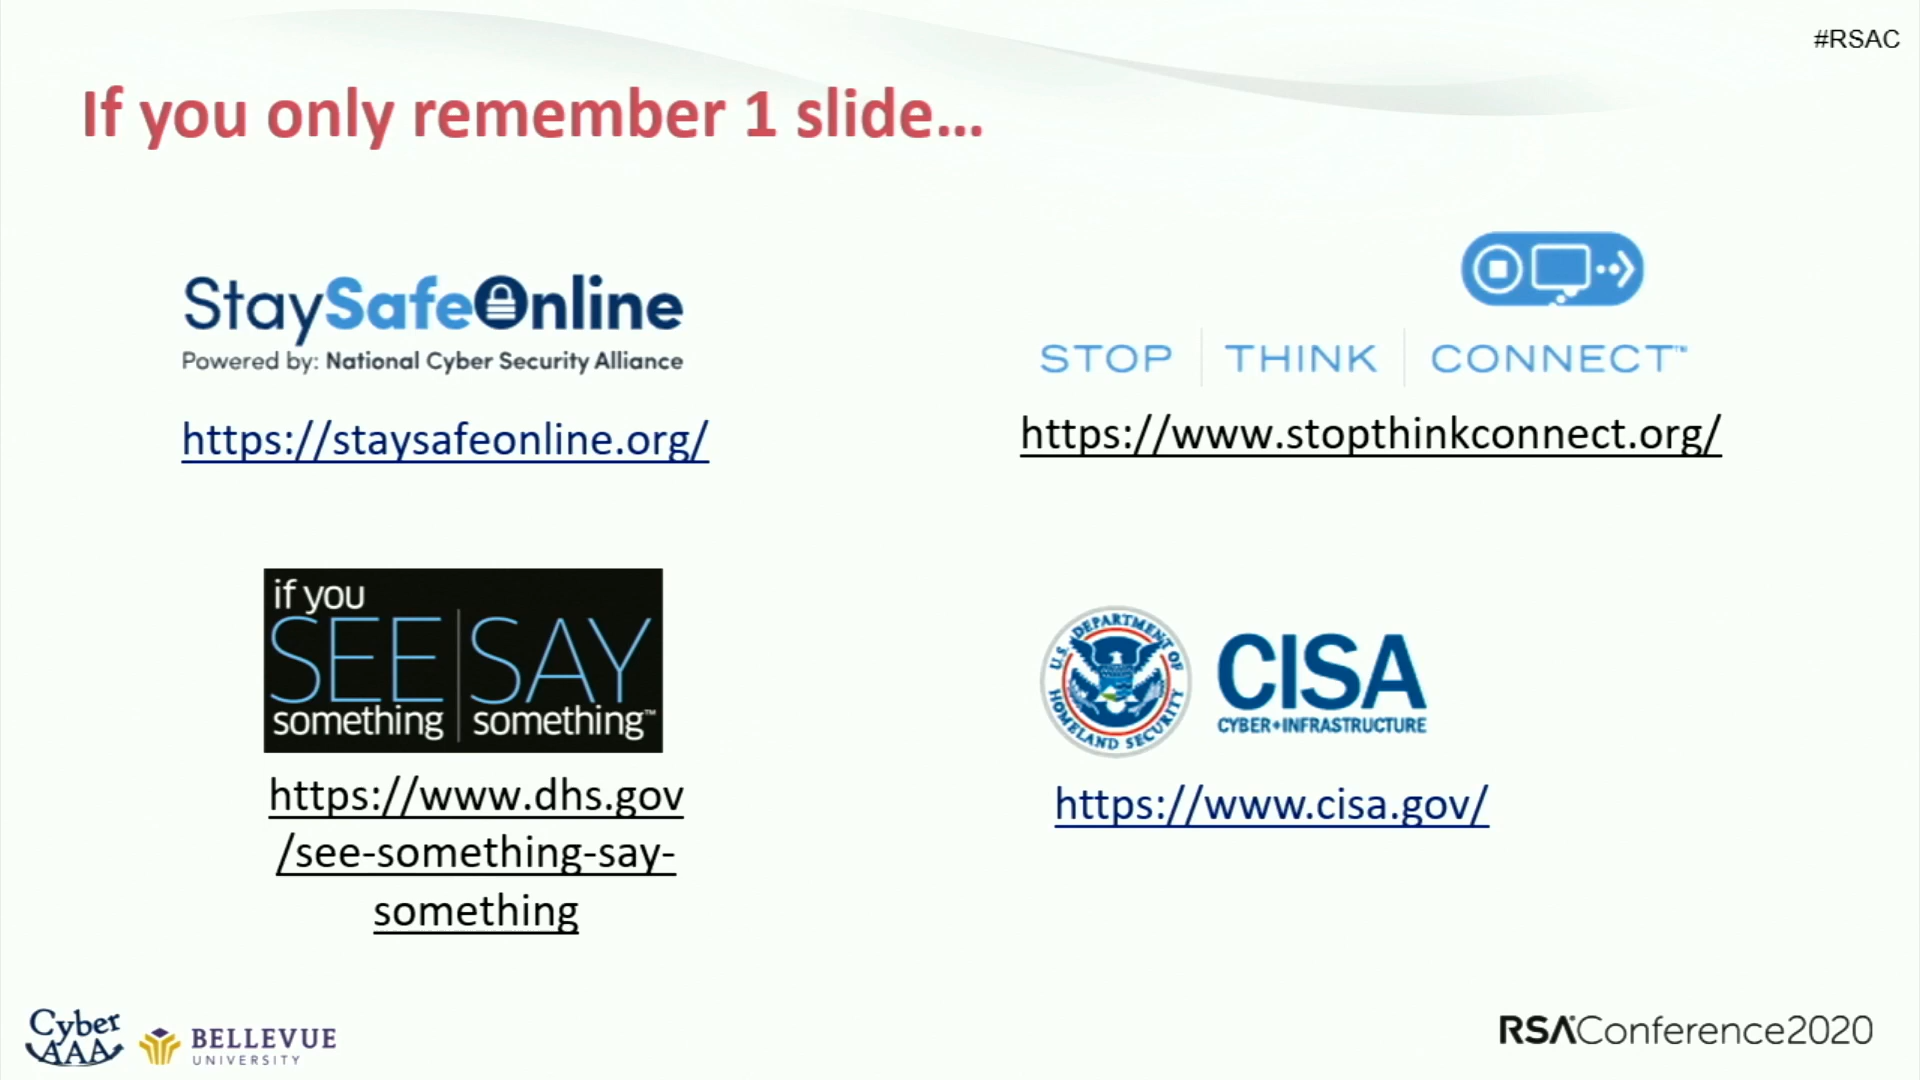 #RSAC
If you only remember 1 slide...
StaySafeOnline
Powered by: National Cyber Security Alliance
https://staysafeonline.org/
STOP | THINK | CONNECT™
https://www.stopthinkconnect.org/
if you
SEE | SAY
something | something™
https://www.dhs.gov
/see-something-say-
something
U.S. DEPARTMENT OF
HOMELAND SECURITY
CISA
CYBER+INFRASTRUCTURE
https://www.cisa.gov/
Cyber
AAA
BELLEVUE
UNIVERSITY
RSA Conference2020